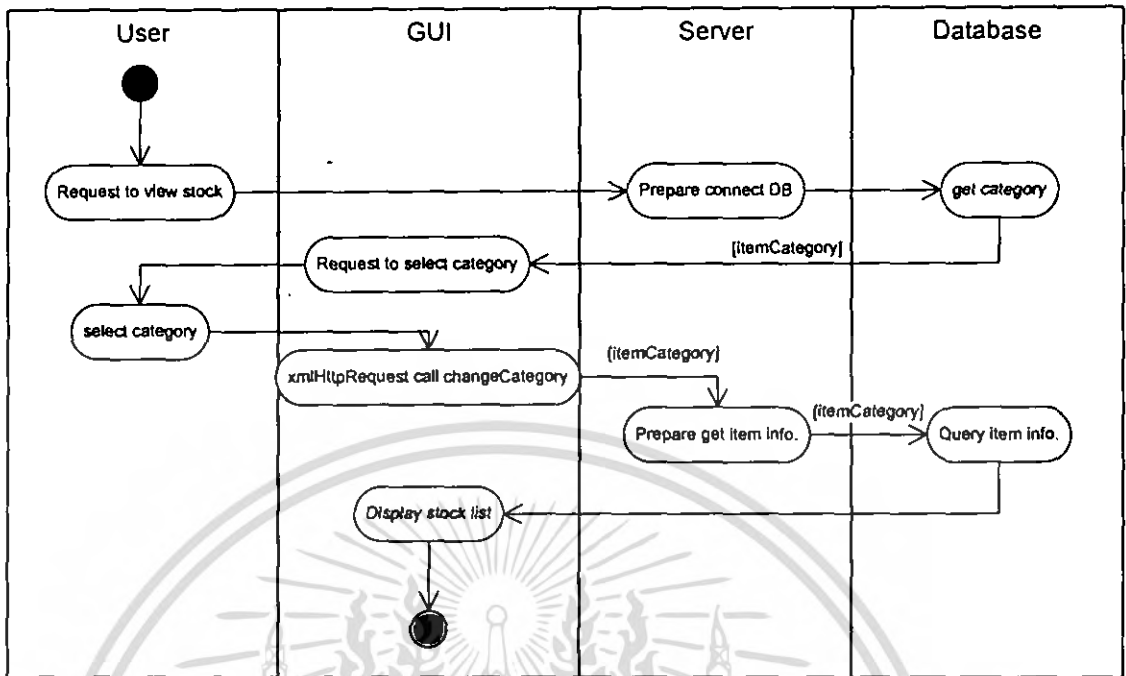 User
GUI
Server
Database
Request to view stock
Prepare connect DB
get category
[itemCategory]
Request to select category
select category
xmlHttpRequest call changeCategory
[itemCategory]
Prepare get item info.
[itemCategory]
Query item info.
Display stock list